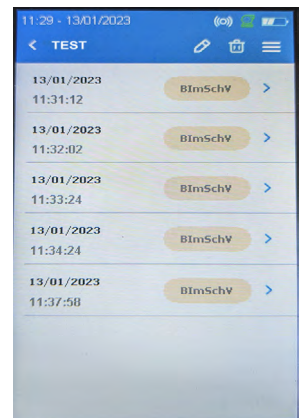 11:29 - 13/01/2023
< TEST
13/01/2023
11:31:12
BImSchV >
13/01/2023
11:32:02
BImSchV >
13/01/2023
11:33:24
BImSchV >
13/01/2023
11:34:24
BImSchV >
13/01/2023
11:37:58
BImSchV >